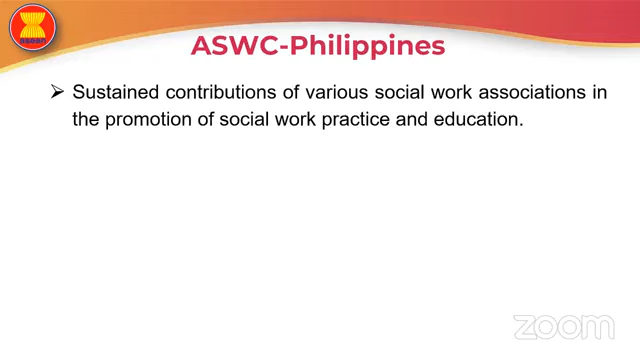 ASWC-Philippines
➢ Sustained contributions of various social work associations in
the promotion of social work practice and education.
zoom